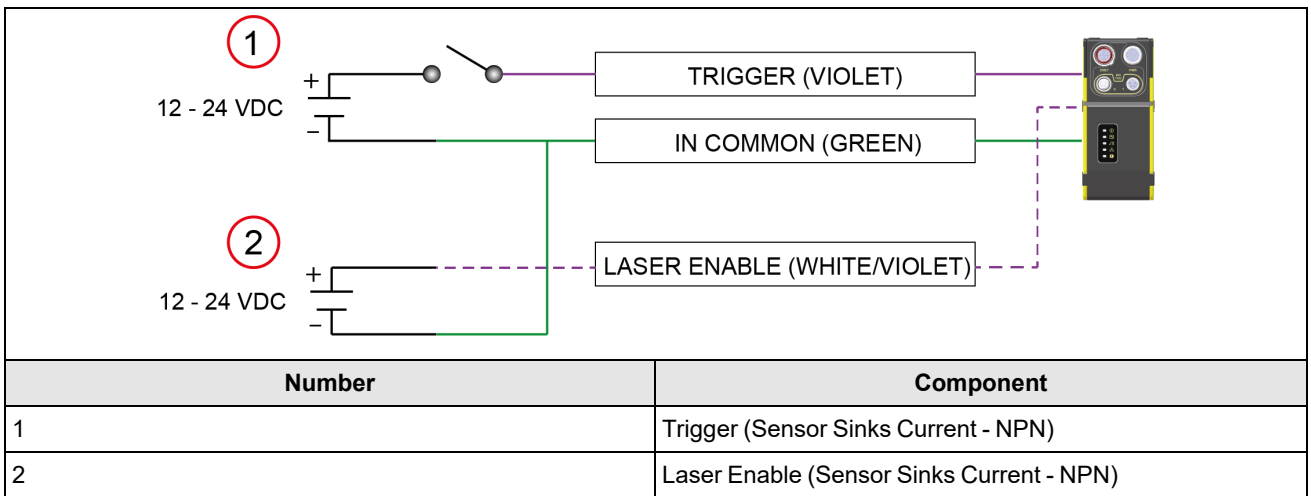 1
+
12 - 24 VDC
−
TRIGGER (VIOLET)
IN COMMON (GREEN)
2
+
12 - 24 VDC
−
LASER ENABLE (WHITE/VIOLET)
Number Component
1 Trigger (Sensor Sinks Current - NPN)
2 Laser Enable (Sensor Sinks Current - NPN)